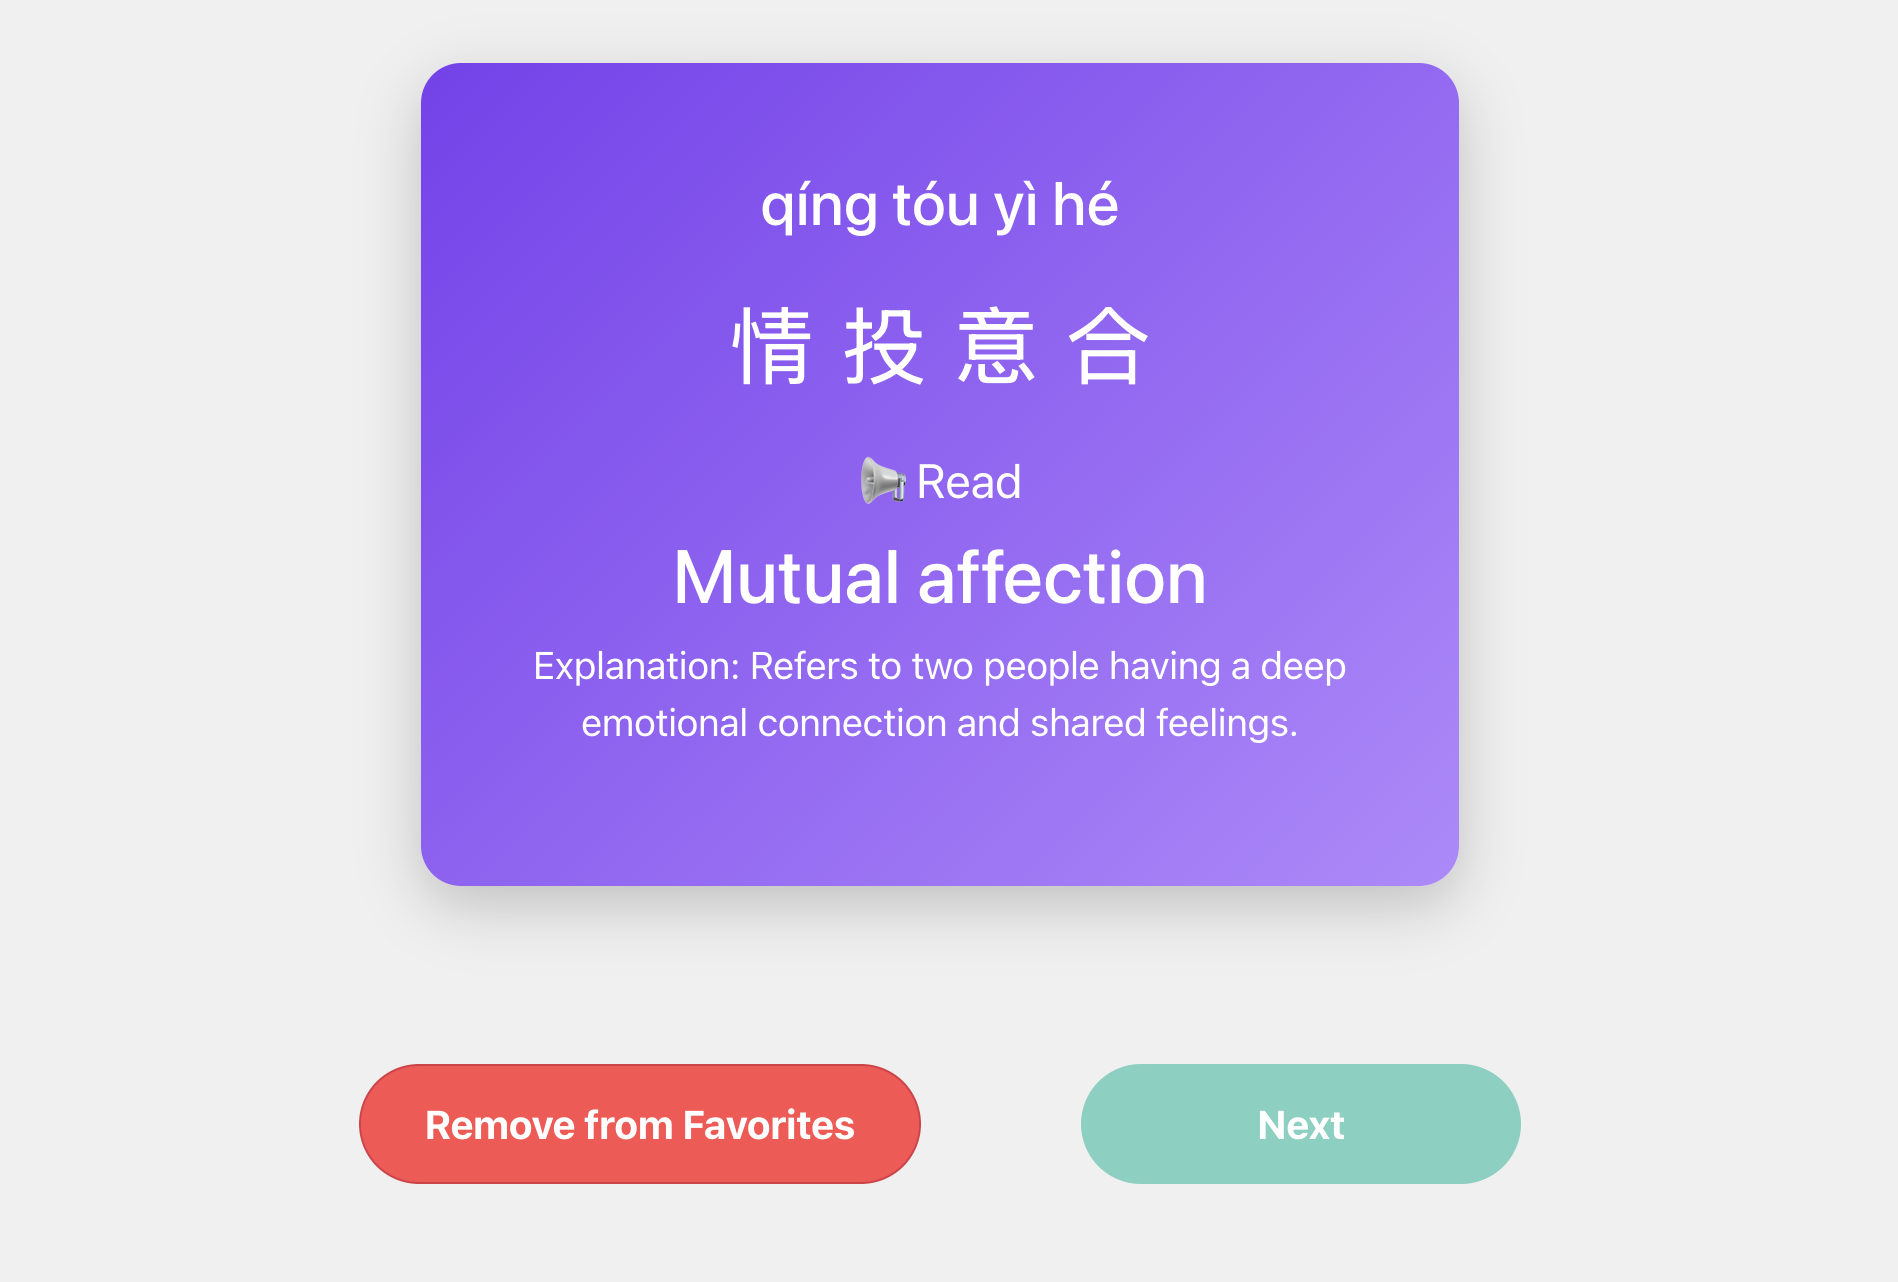 qíng tóu yì hé
情 投 意 合
Read
Mutual affection
Explanation: Refers to two people having a deep
emotional connection and shared feelings.
Remove from Favorites
Next